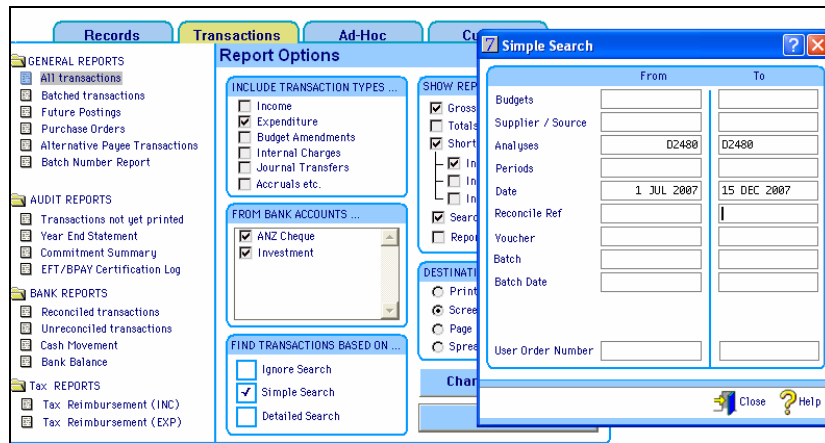 Records
Transactions
Ad-Hoc
Cu
GENERAL REPORTS
All transactions
Batched transactions
Future Postings
Purchase Orders
Alternative Payee Transactions
Batch Number Report
AUDIT REPORTS
Transactions not yet printed
Year End Statement
Commitment Summary
EFT/BPAY Certification Log
BANK REPORTS
Reconciled transactions
Unreconciled transactions
Cash Movement
Bank Balance
Tax REPORTS
Tax Reimbursement (INC)
Tax Reimbursement (EXP)
Report Options
INCLUDE TRANSACTION TYPES ...
Income
Expenditure
Budget Amendments
Internal Charges
Journal Transfers
Accruals etc.
FROM BANK ACCOUNTS ...
ANZ Cheque
Investment
FIND TRANSACTIONS BASED ON ...
Ignore Search
Simple Search
Detailed Search
SHOW REP
Gross
Totals
Short
In
In
In
Searc
Repor
DESTINATI
Print
Scree
Page
Sprea
Chan
7 Simple Search
From To
Budgets
Supplier / Source
Analyses D2480 D2480
Periods
Date 1 JUL 2007 15 DEC 2007
Reconcile Ref
Voucher
Batch
Batch Date
User Order Number
Close Help